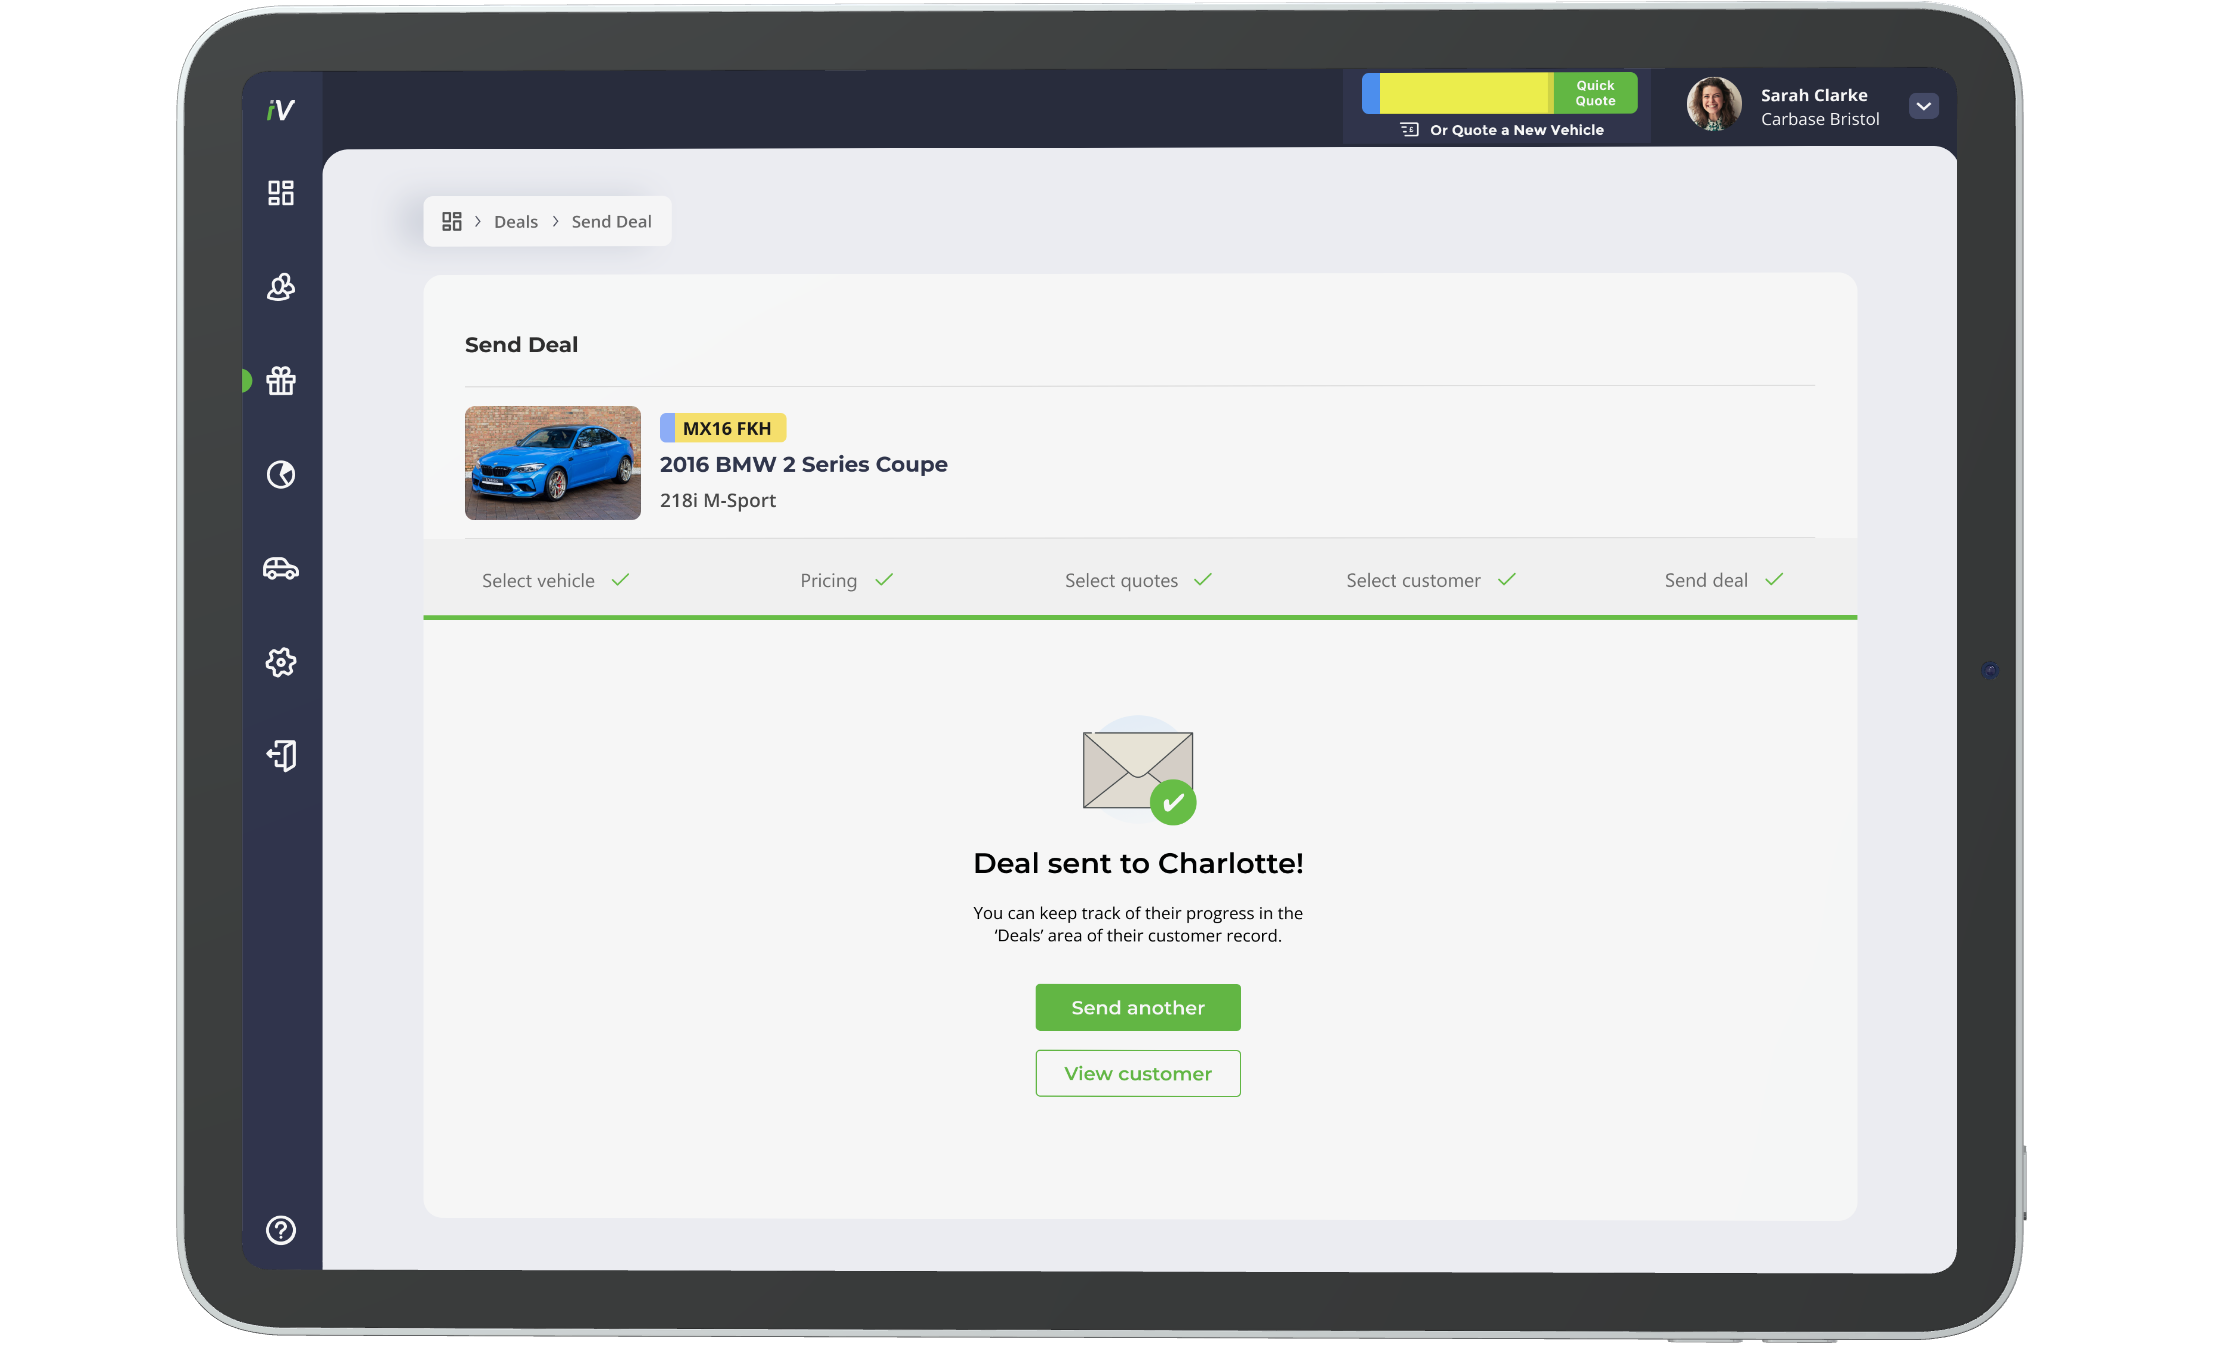 iV
Quick
Quote
Or Quote a New Vehicle
Sarah Clarke
Carbase Bristol
Deals
Send Deal
Send Deal
MX16 FKH
2016 BMW 2 Series Coupe
218i M-Sport
Select vehicle
Pricing
Select quotes
Select customer
Send deal
Deal sent to Charlotte!
You can keep track of their progress in the
‘Deals’ area of their customer record.
Send another
View customer